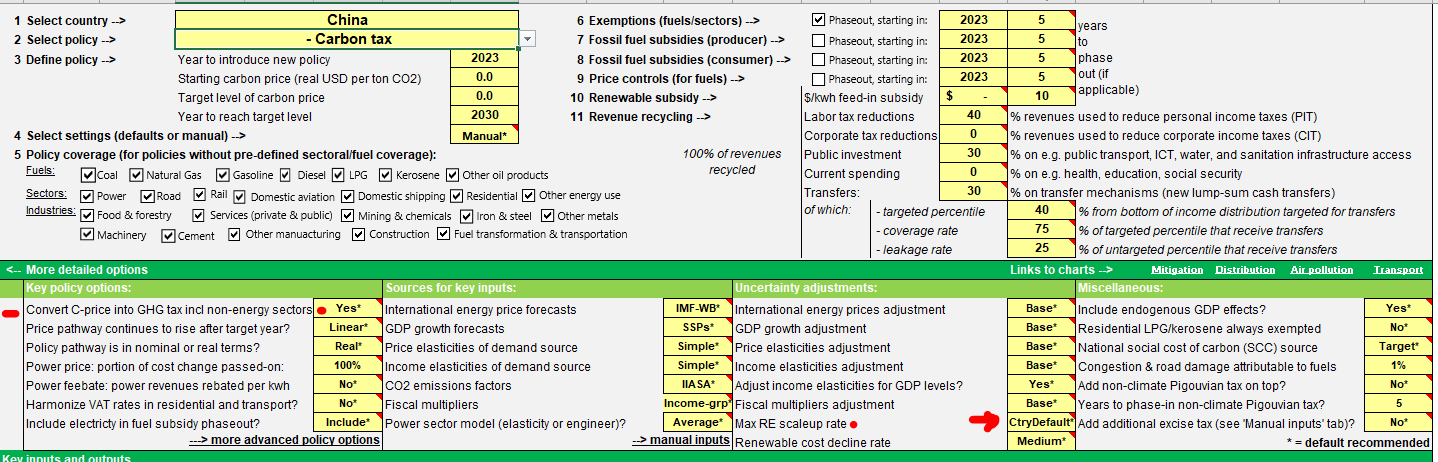 1 Select country --> China
2 Select policy --> - Carbon tax
3 Define policy --> Year to introduce new policy 2023
Starting carbon price (real USD per ton CO2) 0.0
Target level of carbon price 0.0
Year to reach target level 2030
4 Select settings (defaults or manual) --> Manual*
5 Policy coverage (for policies without pre-defined sectoral/fuel coverage):
Fuels: Coal Natural Gas Gasoline Diesel LPG Kerosene Other oil products
Sectors: Power Road Rail Domestic aviation Domestic shipping Residential Other energy use
Industries: Food & forestry Services (private & public) Mining & chemicals Iron & steel Other metals
Machinery Cement Other manuacturing Construction Fuel transformation & transportation
6 Exemptions (fuels/sectors) --> Phaseout, starting in: 2023 5
7 Fossil fuel subsidies (producer) --> Phaseout, starting in: 2023 5
8 Fossil fuel subsidies (consumer) --> Phaseout, starting in: 2023 5
9 Price controls (for fuels) --> Phaseout, starting in: 2023 5
years
to
phase
out (if
applicable)
10 Renewable subsidy --> $/kwh feed-in subsidy $ - 10
11 Revenue recycling --> Labor tax reductions 40 % revenues used to reduce personal income taxes (PIT)
Corporate tax reductions 0 % revenues used to reduce corporate income taxes (CIT)
100% of revenues
recycled
Public investment 30 % on e.g. public transport, ICT, water, and sanitation infrastructure access
Current spending 0 % on e.g. health, education, social security
Transfers: 30 % on transfer mechanisms (new lump-sum cash transfers)
of which: - targeted percentile 40 % from bottom of income distribution targeted for transfers
- coverage rate 75 % of targeted percentile that receive transfers
- leakage rate 25 % of untargeted percentile that receive transfers
<-- More detailed options Links to charts --> Mitigation Distribution Air pollution Transport
Key policy options:
Convert C-price into GHG tax incl non-energy sectors Yes*
Price pathway continues to rise after target year? Linear*
Policy pathway is in nominal or real terms? Real*
Power price: portion of cost change passed-on: 100%
Power feebate: power revenues rebated per kwh No*
Harmonize VAT rates in residential and transport? No*
Include electricty in fuel subsidy phaseout? Include*
---> more advanced policy options
Sources for key inputs:
International energy price forecasts IMF-WB*
GDP growth forecasts SSPs*
Price elasticities of demand source Simple*
Income elasticities of demand source Simple*
CO2 emissions factors IIASA*
Fiscal multipliers Income-grp*
Power sector model (elasticity or engineer)? Average*
--> manual inputs
Uncertainty adjustments:
International energy prices adjustment Base*
GDP growth adjustment Base*
Price elasticities adjustment Base*
Income elasticities adjustment Base*
Adjust income elasticities for GDP levels? Yes*
Fiscal multipliers adjustment Base*
Max RE scaleup rate CtryDefault*
Renewable cost decline rate Medium*
Miscellaneous:
Include endogenous GDP effects? Yes*
Residential LPG/kerosene always exempted No*
National social cost of carbon (SCC) source Target*
Congestion & road damage attributable to fuels 1%
Add non-climate Pigouvian tax on top? No*
Years to phase-in non-climate Pigouvian tax? 5
Add additional excise tax (see 'Manual inputs' tab)? No*
* = default recommended
Key inputs and outputs